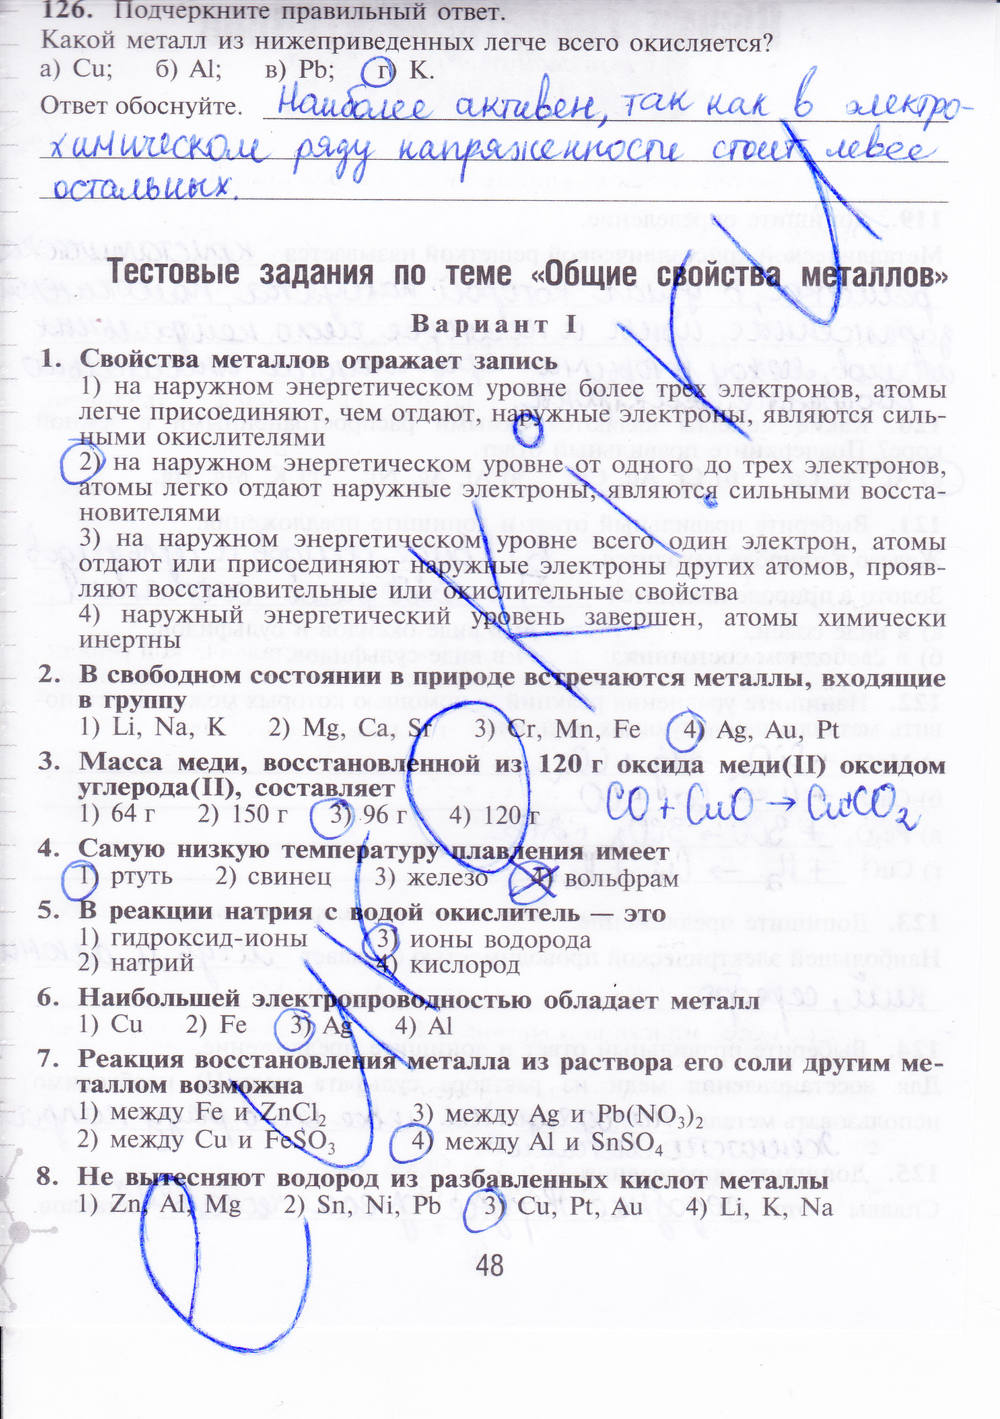 126. Подчеркните правильный ответ.
Какой металл из нижеприведенных легче всего окисляется?
а) Cu; б) Al; в) Pb; г) K.
Ответ обоснуйте. Наиболее активен, так как в электро-
химическом ряду напряженности стоит левее
остальных.
Тестовые задания по теме «Общие свойства металлов»
Вариант I
1. Свойства металлов отражает запись
1) на наружном энергетическом уровне более трех электронов, атомы
легче присоединяют, чем отдают, наружные электроны, являются силь-
ными окислителями
2) на наружном энергетическом уровне от одного до трех электронов,
атомы легко отдают наружные электроны, являются сильными восста-
новителями
3) на наружном энергетическом уровне всего один электрон, атомы
отдают или присоединяют наружные электроны других атомов, прояв-
ляют восстановительные или окислительные свойства
4) наружный энергетический уровень завершен, атомы химически
инертны
2. В свободном состоянии в природе встречаются металлы, входящие
в группу
1) Li, Na, K 2) Mg, Ca, Sr 3) Cr, Mn, Fe 4) Ag, Au, Pt
3. Масса меди, восстановленной из 120 г оксида меди(II) оксидом
углерода(II), составляет
1) 64 г 2) 150 г 3) 96 г 4) 120 г CO + CuO → Cu+CO₂
4. Самую низкую температуру плавления имеет
1) ртуть 2) свинец 3) железо 4) вольфрам
5. В реакции натрия с водой окислитель — это
1) гидроксид-ионы 3) ионы водорода
2) натрий 4) кислород
6. Наибольшей электропроводностью обладает металл
1) Cu 2) Fe 3) Ag 4) Al
7. Реакция восстановления металла из раствора его соли другим ме-
таллом возможна
1) между Fe и ZnCl₂ 3) между Ag и Pb(NO₃)₂
2) между Cu и FeSO₃ 4) между Al и SnSO₄
8. Не вытесняют водород из разбавленных кислот металлы
1) Zn, Al, Mg 2) Sn, Ni, Pb 3) Cu, Pt, Au 4) Li, K, Na
48